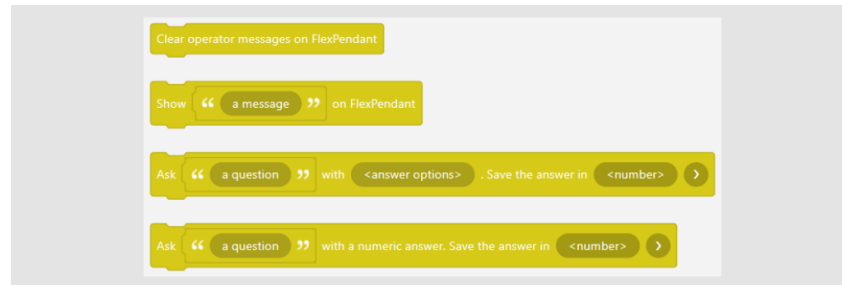 Clear operator messages on FlexPendant
Show “ a message ” on FlexPendant
Ask “ a question ” with <answer options> . Save the answer in <number>
Ask “ a question ” with a numeric answer. Save the answer in <number>